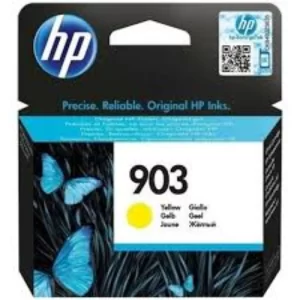 hp
Precise. Reliable. Original HP Inks.
903
Yellow Giallo
Gelb Geel
Jaune Жёлтый